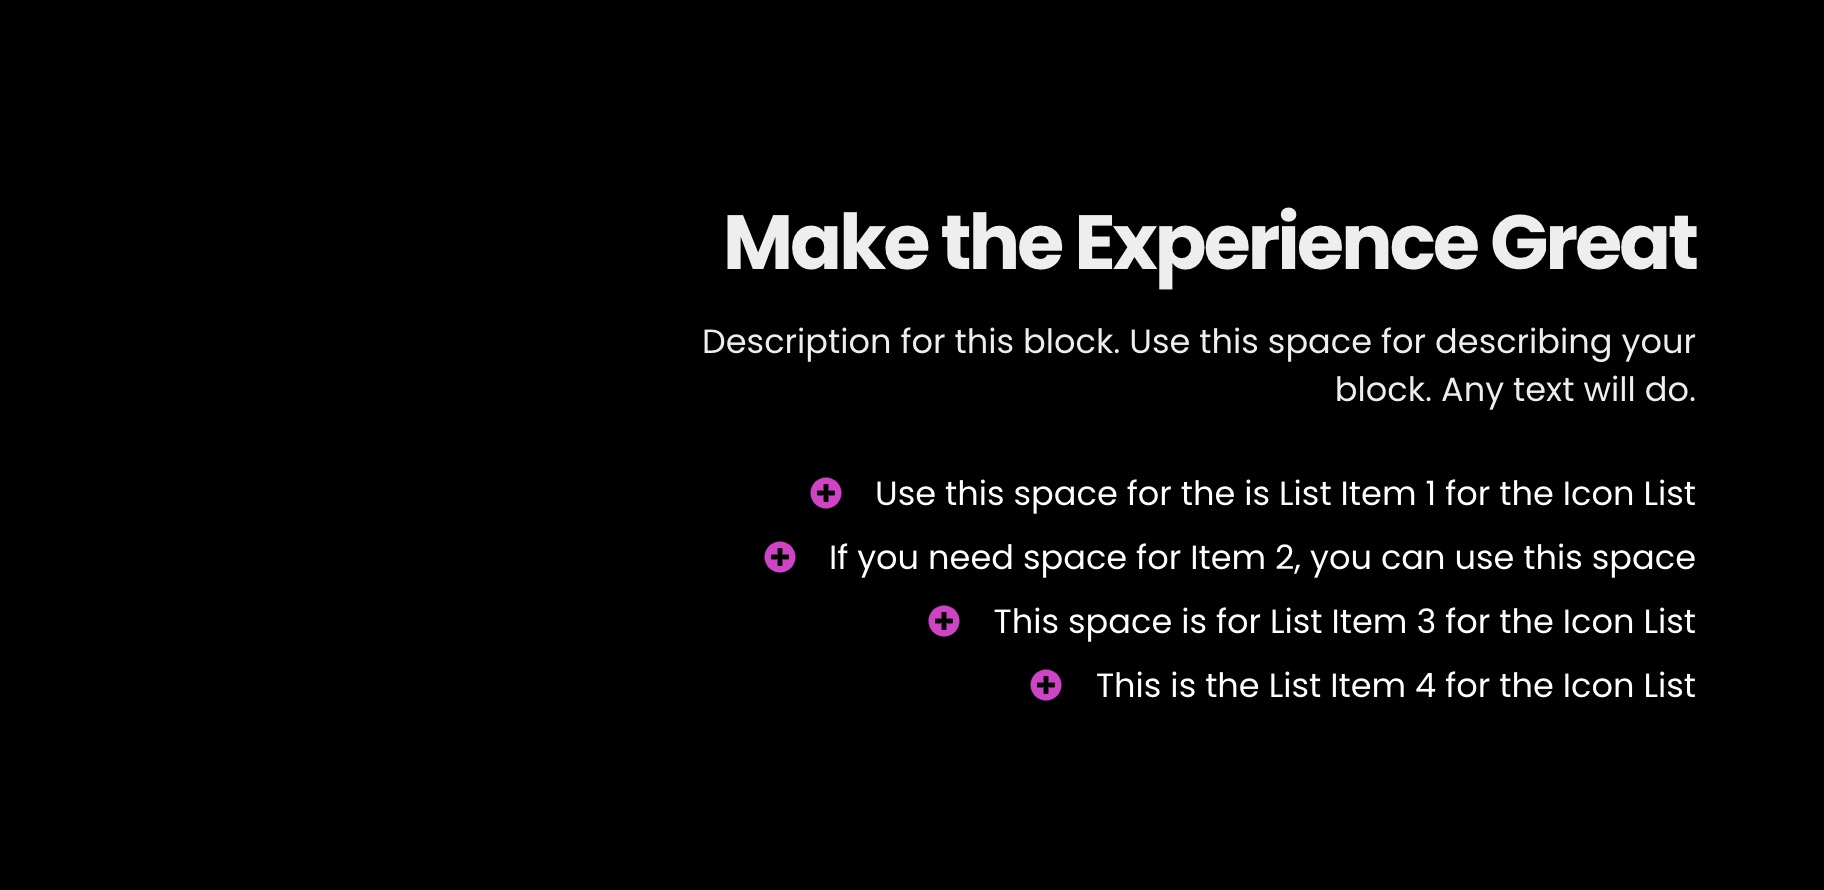 Make the Experience Great
Description for this block. Use this space for describing your
block. Any text will do.
Use this space for the is List Item 1 for the Icon List
If you need space for Item 2, you can use this space
This space is for List Item 3 for the Icon List
This is the List Item 4 for the Icon List